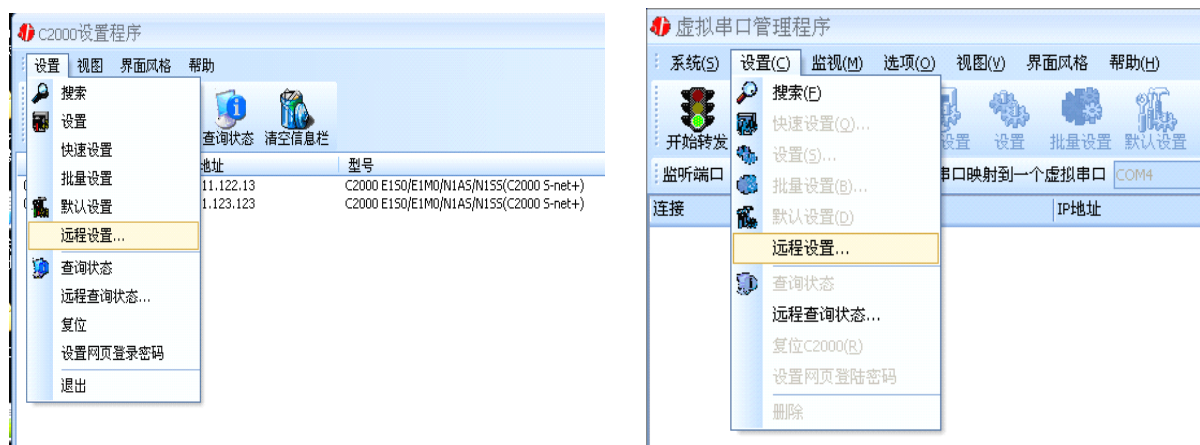 C2000设置程序
设置 视图 界面风格 帮助
搜索
设置
快速设置
批量设置
默认设置
远程设置...
查询状态
远程查询状态...
复位
设置网页登录密码
退出
查询状态 清空信息栏
地址 型号
11.122.13 C2000 E1S0/E1M0/N1AS/N1SS(C2000 S-net+)
1.123.123 C2000 E1S0/E1M0/N1AS/N1SS(C2000 S-net+)
虚拟串口管理程序
系统(S) 设置(C) 监视(M) 选项(O) 视图(V) 界面风格 帮助(H)
搜索(F)
快速设置(Q)...
设置(S)...
批量设置(B)...
默认设置(D)
远程设置...
查询状态
远程查询状态...
复位C2000(R)
设置网页登陆密码
删除
开始转发 设置 设置 批量设置 默认设置
监听端口 串口映射到一个虚拟串口 COM4
连接 IP地址